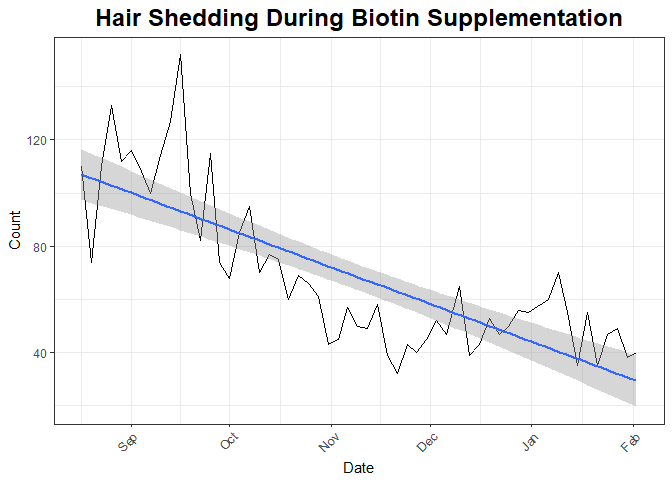 Hair Shedding During Biotin Supplementation
120
80
40
Count
Sep
Oct
Nov
Dec
Jan
Feb
Date